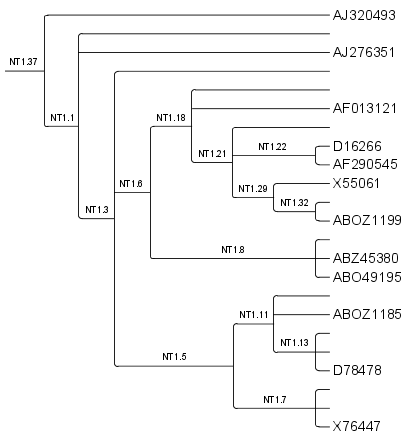 AJ320493
NT1.37
AJ276351
AF013121
NT1.1
NT1.18
D16266
NT1.22
NT1.21
AF290545
X55061
NT1.6
NT1.29
NT1.32
NT1.3
ABOZ1199
NT1.8
ABZ45380
ABO49195
NT1.11
ABOZ1185
NT1.13
NT1.5
D78478
NT1.7
X76447